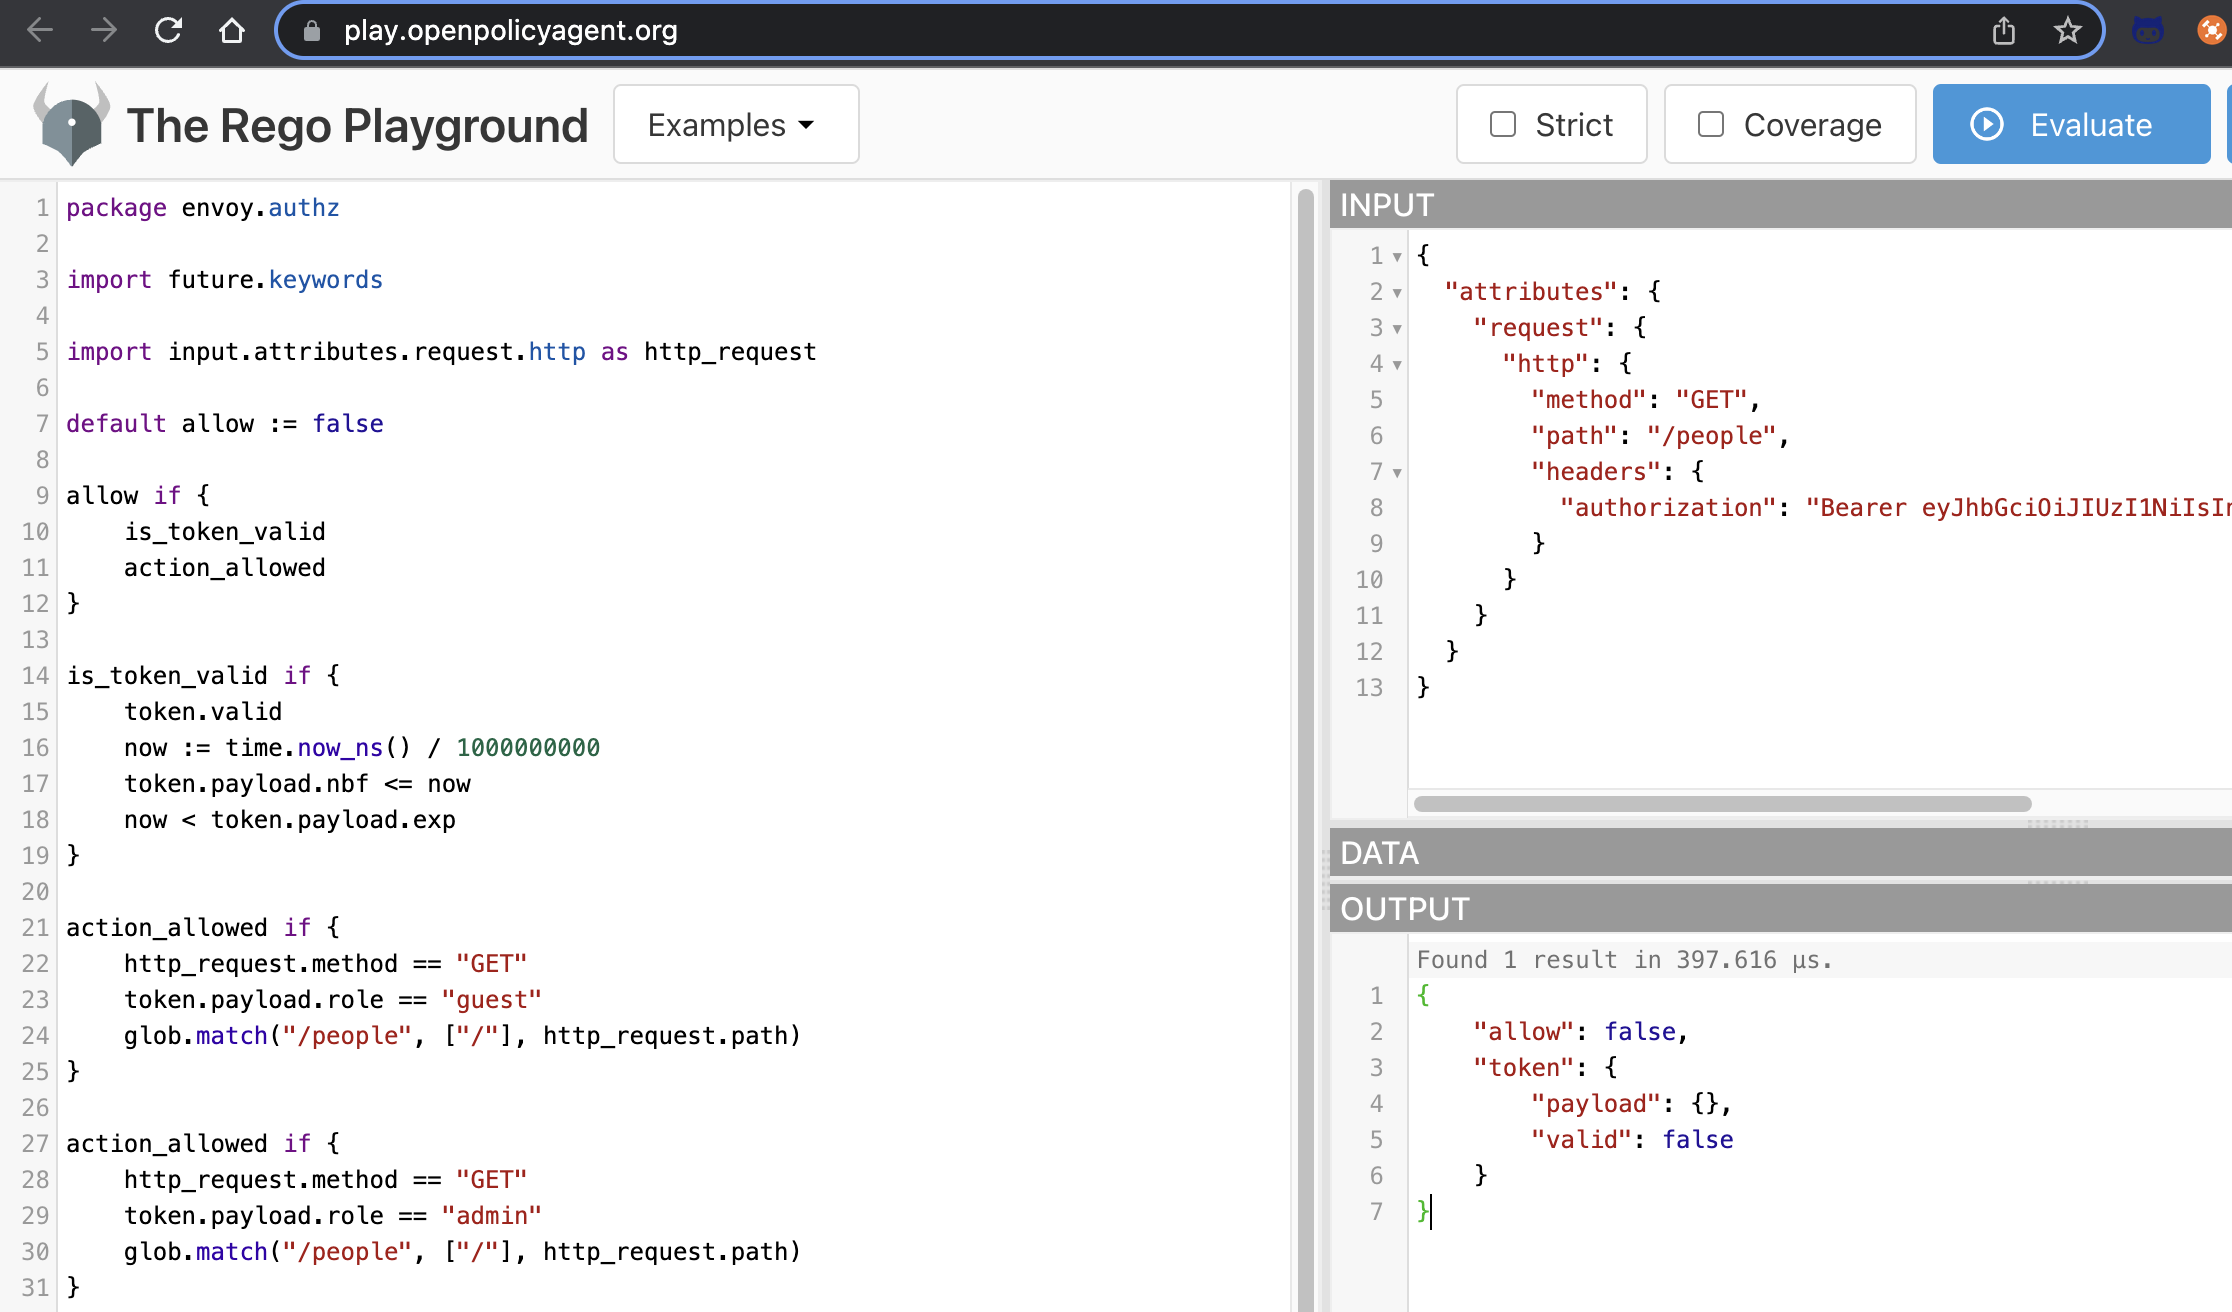 play.openpolicyagent.org
The Rego Playground
Examples
Strict
Coverage
Evaluate
1 package envoy.authz
2
3 import future.keywords
4
5 import input.attributes.request.http as http_request
6
7 default allow := false
8
9 allow if {
10     is_token_valid
11     action_allowed
12 }
13
14 is_token_valid if {
15     token.valid
16     now := time.now_ns() / 1000000000
17     token.payload.nbf <= now
18     now < token.payload.exp
19 }
20
21 action_allowed if {
22     http_request.method == "GET"
23     token.payload.role == "guest"
24     glob.match("/people", ["/"], http_request.path)
25 }
26
27 action_allowed if {
28     http_request.method == "GET"
29     token.payload.role == "admin"
30     glob.match("/people", ["/"], http_request.path)
31 }
INPUT
1 {
2   "attributes": {
3     "request": {
4       "http": {
5         "method": "GET",
6         "path": "/people",
7         "headers": {
8           "authorization": "Bearer eyJhbGciOiJIUzI1NiIsIn
9         }
10       }
11     }
12   }
13 }
DATA
OUTPUT
Found 1 result in 397.616 µs.
1 {
2     "allow": false,
3     "token": {
4         "payload": {},
5         "valid": false
6     }
7 }